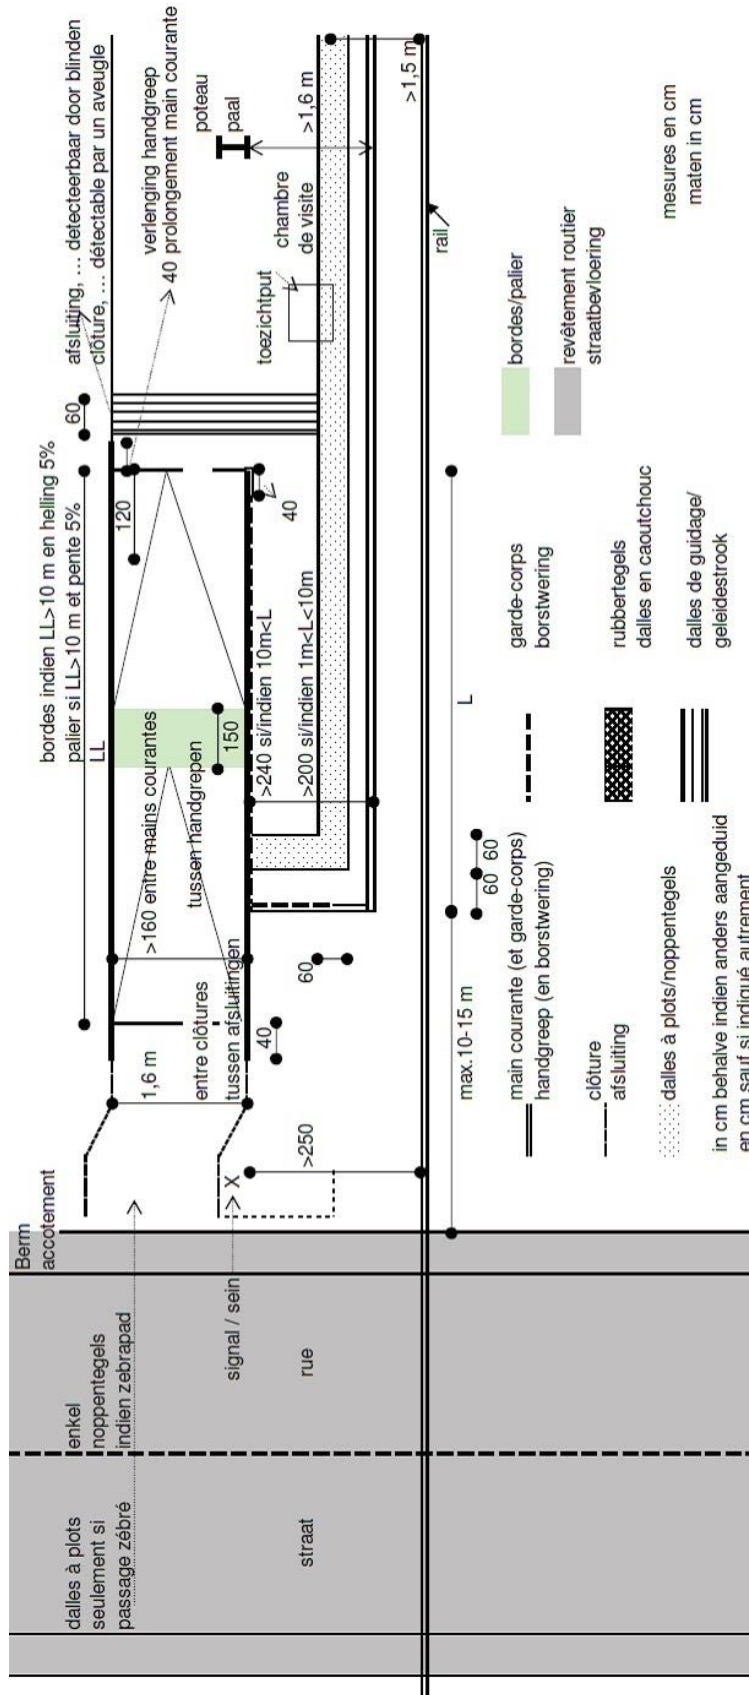 Berm
accotement
dalles à plots
seulement si
passage zébré
enkel
noppentegels
indien zebrapad
signal / sein
X
straat
rue
bordes indien LL>10 m en helling 5%
palier si LL>10 m et pente 5%
LL
60
afsluiting, … detecteerbaar door blinden
clôture, … détectable par un aveugle
verlenging handgreep
> 40 prolongement main courante
poteau
paal
120
1,6 m
>160 entre mains courantes
tussen handgrepen
150
entre clôtures
tussen afsluitingen
40
60
>250
>240 si/indien 10m<L
>200 si/indien 1m<L<10m
40
toezichtput
chambre
de visite
>1,6 m
>1,5 m
rail
max.10-15 m
60
60
L
main courante (et garde-corps)
handgreep (en borstwering)
garde-corps
borstwering
bordes/palier
clôture
afsluiting
rubbertegels
dalles en caoutchouc
revêtement routier
straatbevloering
dalles à plots/noppentegels
dalles de guidage/
geleidestrook
mesures en cm
maten in cm
in cm behalve indien anders aangeduid
en cm sauf si indiqué autrement